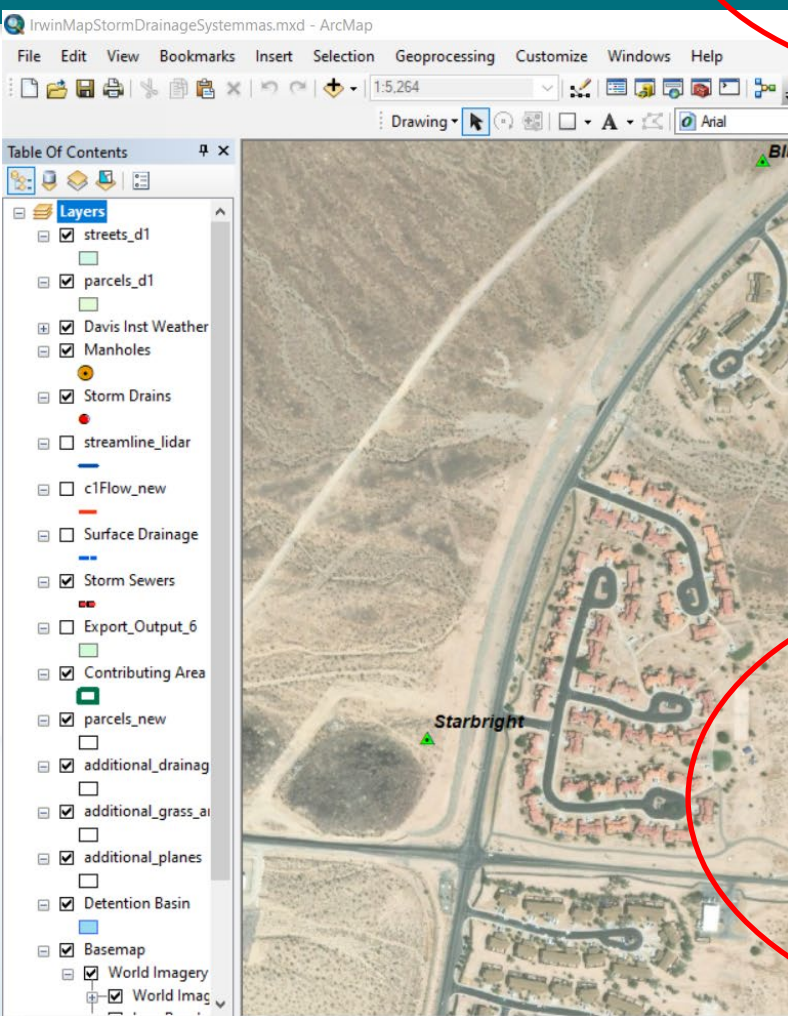 IrwinMapStormDrainageSystemmas.mxd - ArcMap
File Edit View Bookmarks Insert Selection Geoprocessing Customize Windows Help
1:5,264
Drawing A Arial
Table Of Contents
Layers
streets_d1
parcels_d1
Davis Inst Weather
Manholes
Storm Drains
streamline_lidar
c1Flow_new
Surface Drainage
Storm Sewers
Export_Output_6
Contributing Area
parcels_new
additional_drainag
additional_grass_a
additional_planes
Detention Basin
Basemap
World Imagery
World Imag
Starbright